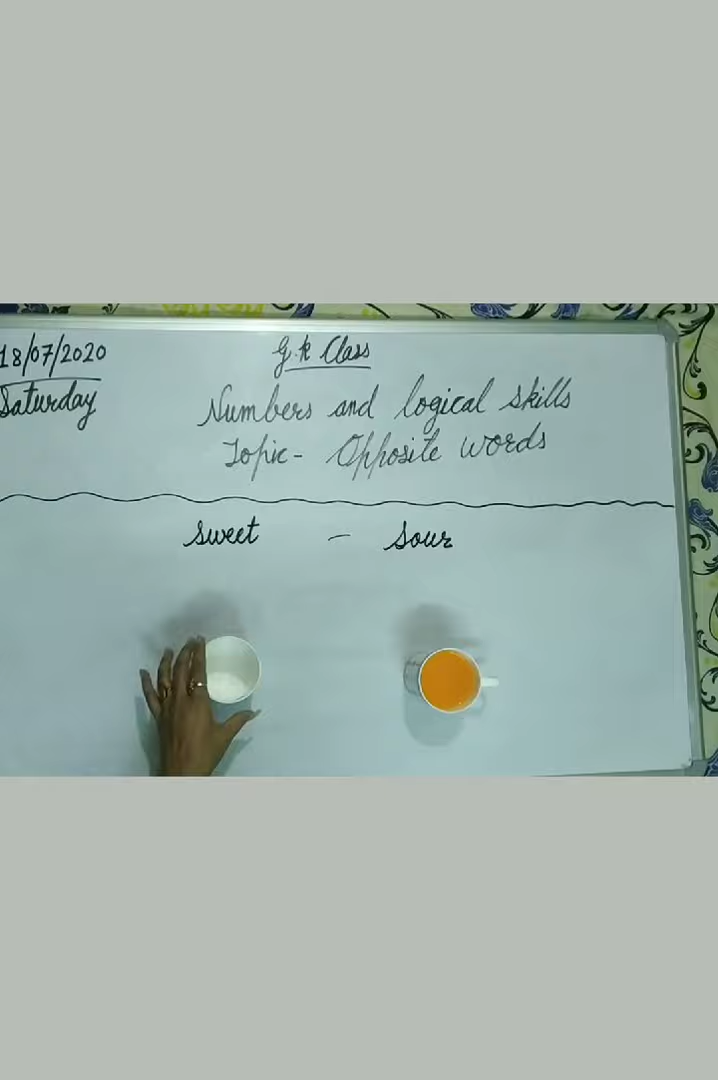 18/07/2020
Saturday
G.K Class
Numbers and logical skills
Topic- Opposite words
sweet - sour